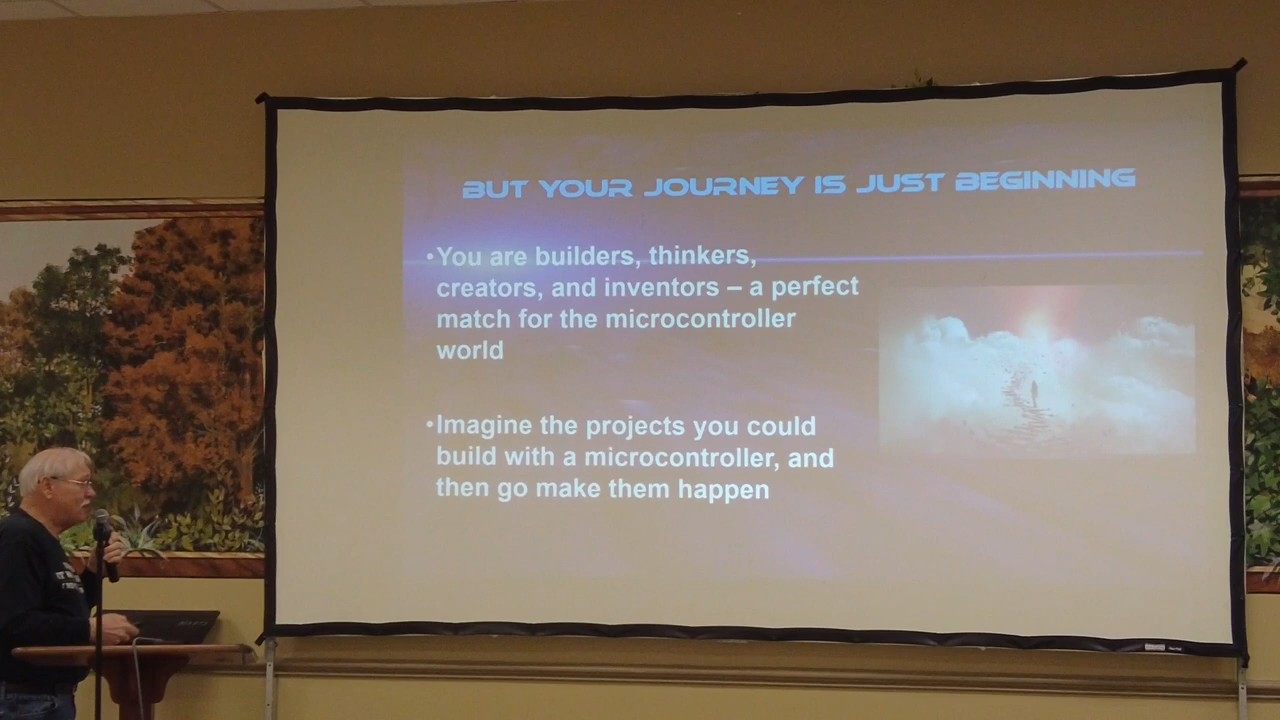 BUT YOUR JOURNEY IS JUST BEGINNING
•You are builders, thinkers,
creators, and inventors – a perfect
match for the microcontroller
world
•Imagine the projects you could
build with a microcontroller, and
then go make them happen